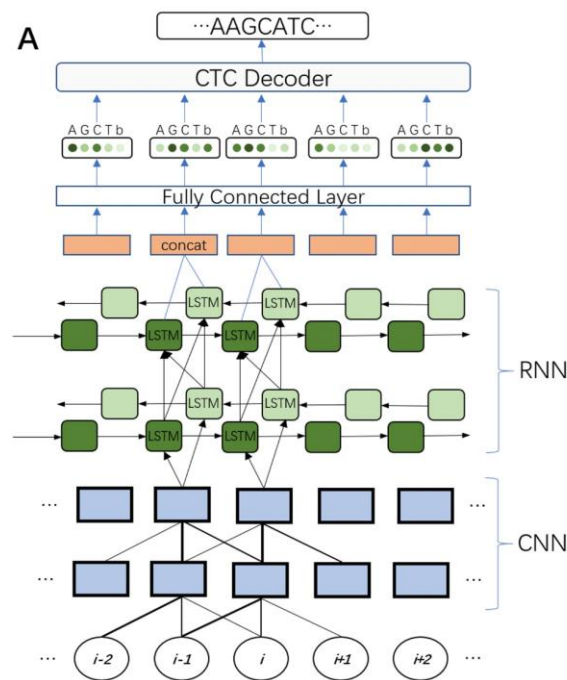 A
···AAGCATC···
CTC Decoder
A G C T b A G C T b A G C T b A G C T b A G C T b
Fully Connected Layer
concat
LSTM LSTM
LSTM LSTM
RNN
LSTM LSTM
LSTM LSTM
··· ···
CNN
··· ···
··· i-2 i-1 i i+1 i+2 ···